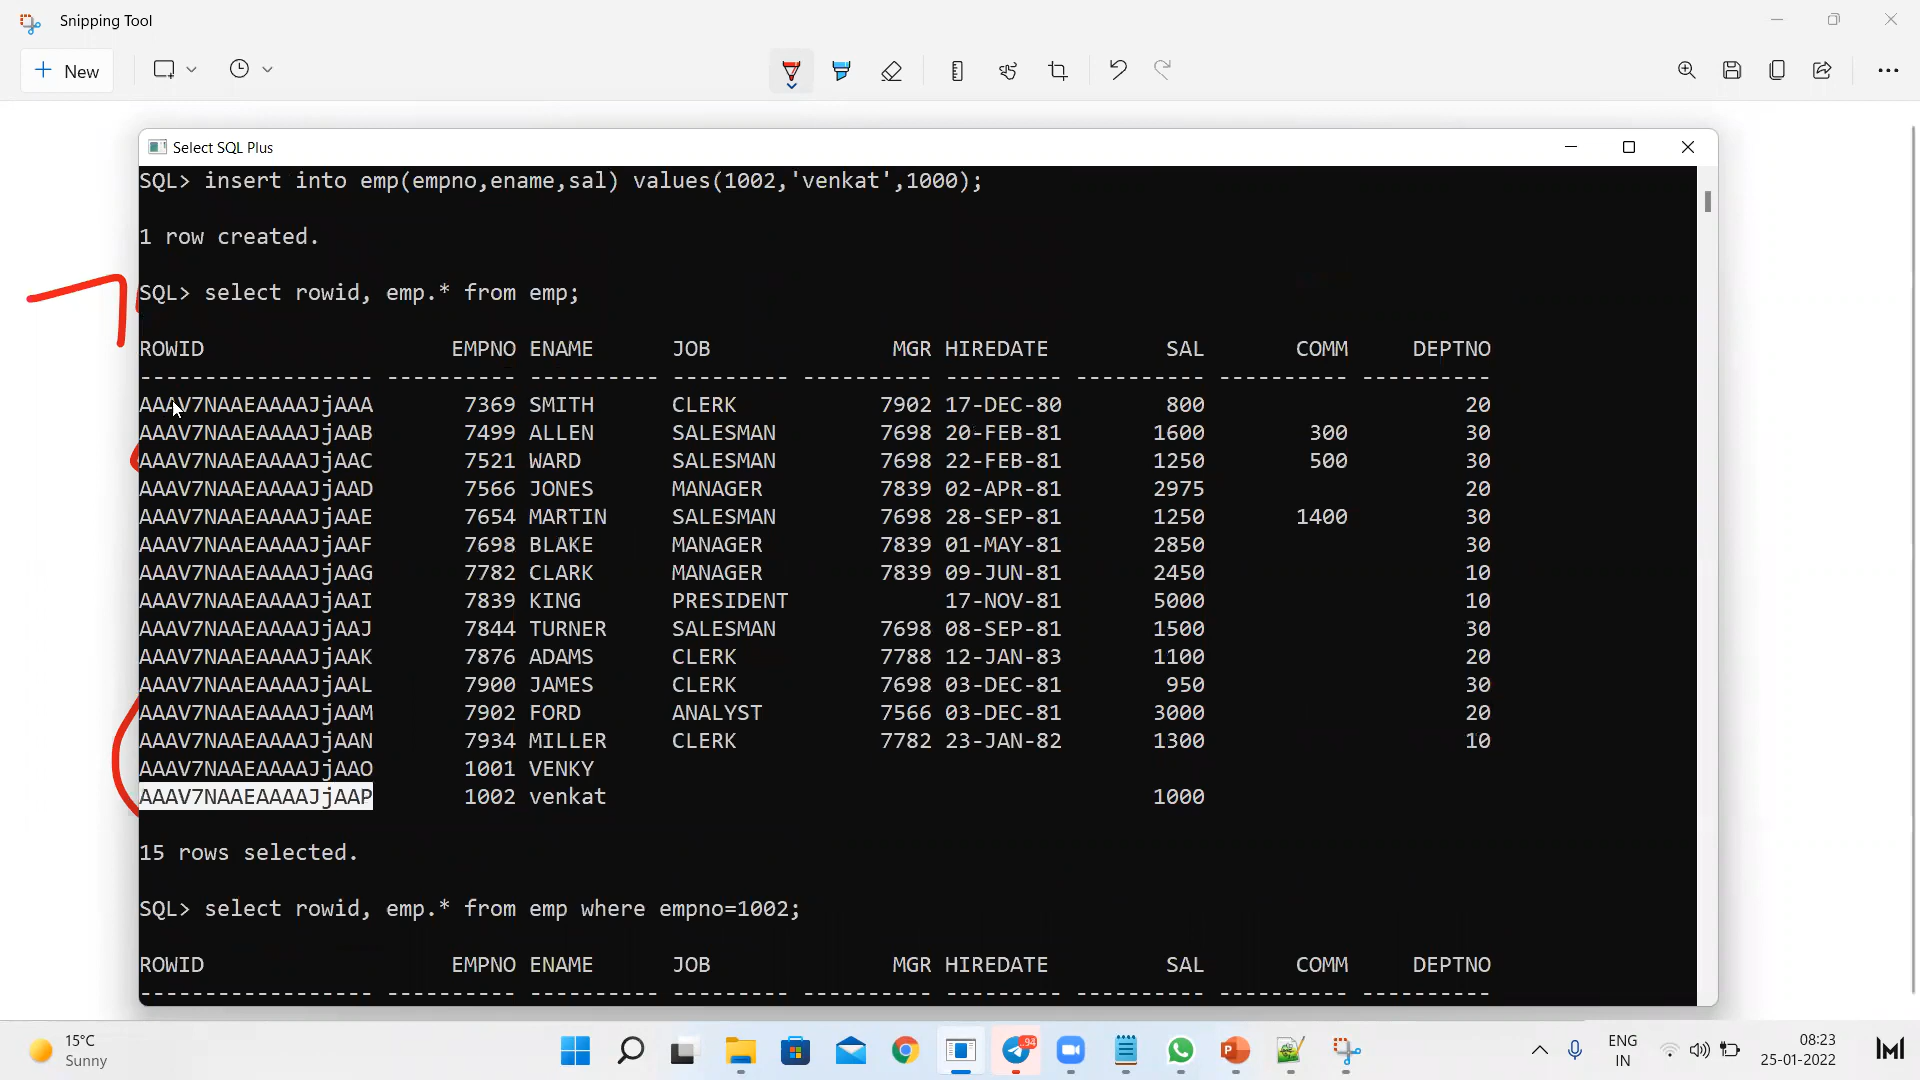 Snipping Tool
New
Select SQL Plus
SQL> insert into emp(empno,ename,sal) values(1002,'venkat',1000);
1 row created.
SQL> select rowid, emp.* from emp;
ROWID EMPNO ENAME JOB MGR HIREDATE SAL COMM DEPTNO
------------------ ---------- ---------- --------- ---------- --------- ---------- ---------- ----------
AAAV7NAAEAAAAJjAAA 7369 SMITH CLERK 7902 17-DEC-80 800 20
AAAV7NAAEAAAAJjAAB 7499 ALLEN SALESMAN 7698 20-FEB-81 1600 300 30
AAAV7NAAEAAAAJjAAC 7521 WARD SALESMAN 7698 22-FEB-81 1250 500 30
AAAV7NAAEAAAAJjAAD 7566 JONES MANAGER 7839 02-APR-81 2975 20
AAAV7NAAEAAAAJjAAE 7654 MARTIN SALESMAN 7698 28-SEP-81 1250 1400 30
AAAV7NAAEAAAAJjAAF 7698 BLAKE MANAGER 7839 01-MAY-81 2850 30
AAAV7NAAEAAAAJjAAG 7782 CLARK MANAGER 7839 09-JUN-81 2450 10
AAAV7NAAEAAAAJjAAI 7839 KING PRESIDENT 17-NOV-81 5000 10
AAAV7NAAEAAAAJjAAJ 7844 TURNER SALESMAN 7698 08-SEP-81 1500 30
AAAV7NAAEAAAAJjAAK 7876 ADAMS CLERK 7788 12-JAN-83 1100 20
AAAV7NAAEAAAAJjAAL 7900 JAMES CLERK 7698 03-DEC-81 950 30
AAAV7NAAEAAAAJjAAM 7902 FORD ANALYST 7566 03-DEC-81 3000 20
AAAV7NAAEAAAAJjAAN 7934 MILLER CLERK 7782 23-JAN-82 1300 10
AAAV7NAAEAAAAJjAAO 1001 VENKY
AAAV7NAAEAAAAJjAAP 1002 venkat 1000
15 rows selected.
SQL> select rowid, emp.* from emp where empno=1002;
ROWID EMPNO ENAME JOB MGR HIREDATE SAL COMM DEPTNO
------------------ ---------- ---------- --------- ---------- --------- ---------- ---------- ----------
15°C
Sunny
94
ENG
IN
08:23
25-01-2022